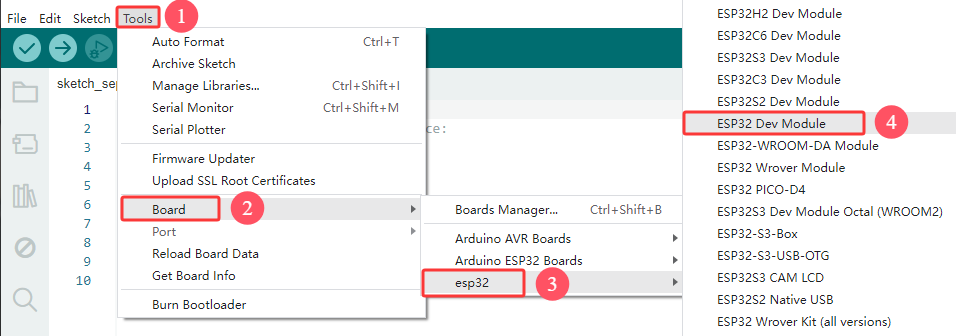 File Edit Sketch Tools 1
Auto Format Ctrl+T
Archive Sketch
Manage Libraries... Ctrl+Shift+I
Serial Monitor Ctrl+Shift+M
Serial Plotter
Firmware Updater
Upload SSL Root Certificates
Board 2
Port
Reload Board Data
Get Board Info
Burn Bootloader
sketch_sep
1
2
3
4
5
6
7
8
9
10
ce:
Boards Manager... Ctrl+Shift+B
Arduino AVR Boards
Arduino ESP32 Boards
esp32 3
ESP32H2 Dev Module
ESP32C6 Dev Module
ESP32S3 Dev Module
ESP32C3 Dev Module
ESP32S2 Dev Module
ESP32 Dev Module 4
ESP32-WROOM-DA Module
ESP32 Wrover Module
ESP32 PICO-D4
ESP32S3 Dev Module Octal (WROOM2)
ESP32-S3-Box
ESP32-S3-USB-OTG
ESP32S3 CAM LCD
ESP32S2 Native USB
ESP32 Wrover Kit (all versions)